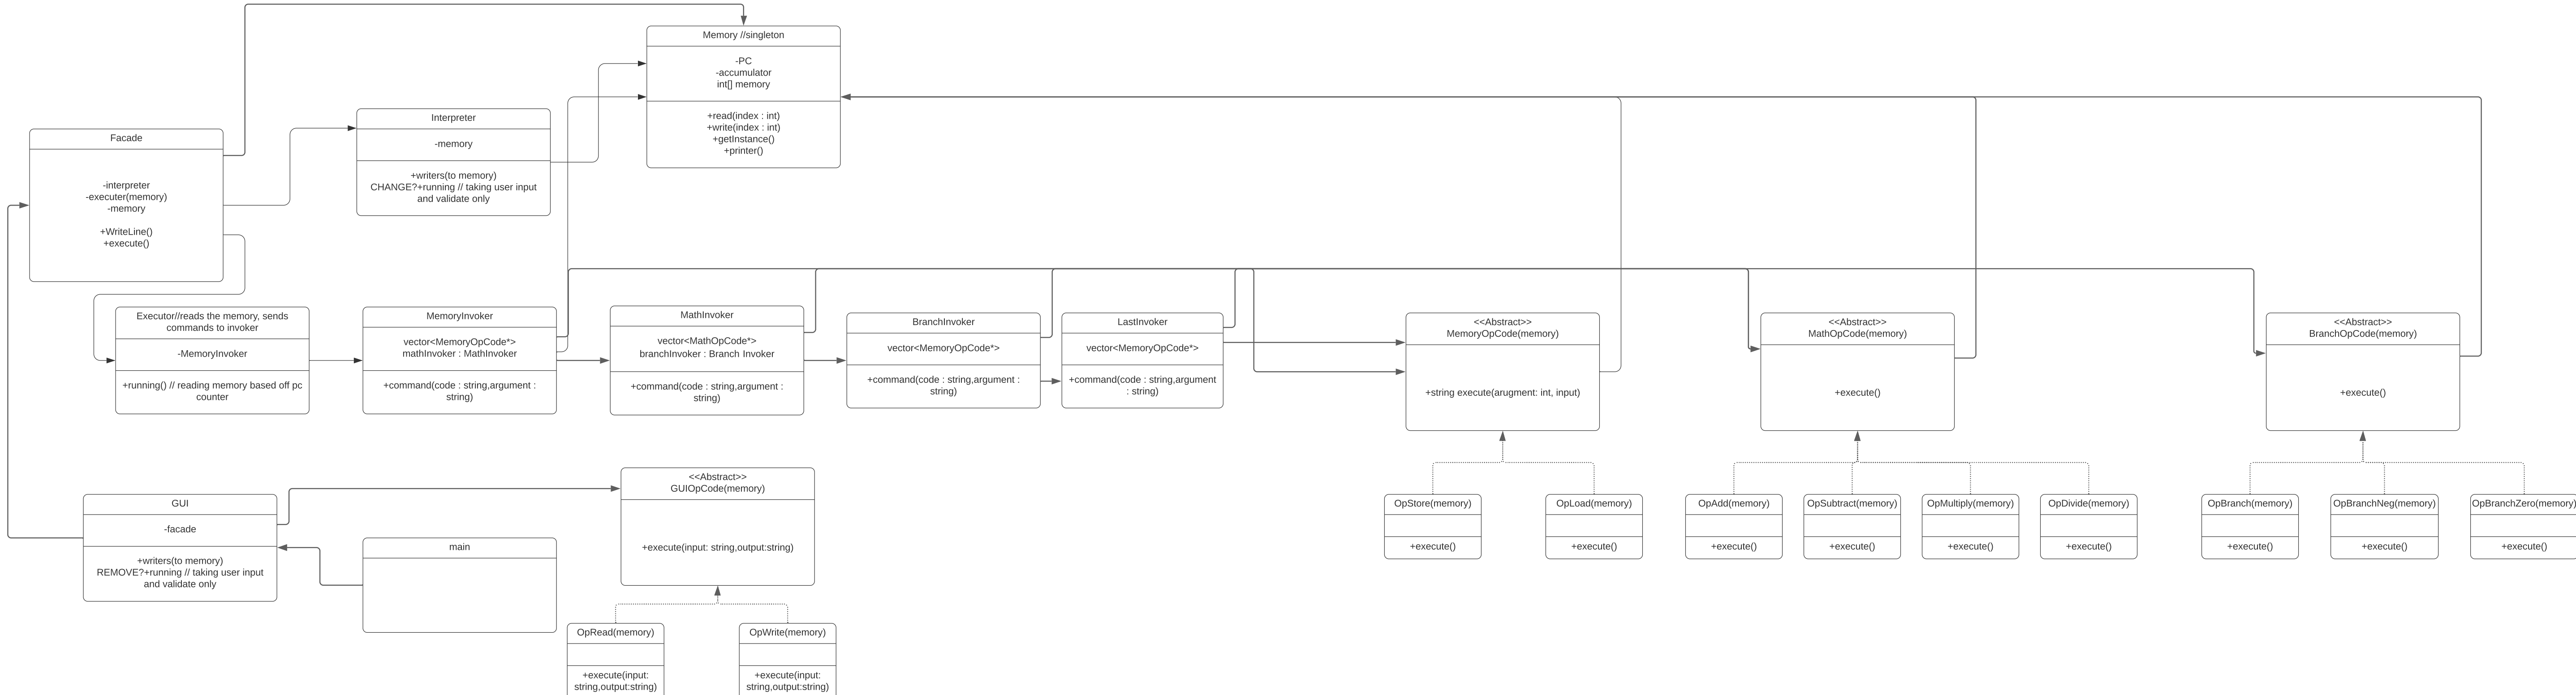 Memory //singleton
-PC
-accumulator
int[] memory
+read(index : int)
+write(index : int)
+getInstance()
+printer()
Interpreter
-memory
+writers(to memory)
CHANGE?+running // taking user input
and validate only
Facade
-interpreter
-executer(memory)
-memory
+WriteLine()
+execute()
Executor//reads the memory, sends
commands to invoker
-MemoryInvoker
+running() // reading memory based off pc
counter
MemoryInvoker
vector<MemoryOpCode*>
mathInvoker : MathInvoker
+command(code : string,argument :
string)
MathInvoker
vector<MathOpCode*>
branchInvoker : Branch Invoker
+command(code : string,argument :
string)
BranchInvoker
vector<MemoryOpCode*>
+command(code : string,argument :
string)
LastInvoker
vector<MemoryOpCode*>
+command(code : string,argument
: string)
<<Abstract>>
MemoryOpCode(memory)
+string execute(arugment: int, input)
<<Abstract>>
MathOpCode(memory)
+execute()
<<Abstract>>
BranchOpCode(memory)
+execute()
OpStore(memory)
+execute()
OpLoad(memory)
+execute()
OpAdd(memory)
+execute()
OpSubtract(memory)
+execute()
OpMultiply(memory)
+execute()
OpDivide(memory)
+execute()
OpBranch(memory)
+execute()
OpBranchNeg(memory)
+execute()
OpBranchZero(memory)
+execute()
GUI
-facade
+writers(to memory)
REMOVE?+running // taking user input
and validate only
main
<<Abstract>>
GUIOpCode(memory)
+execute(input: string,output:string)
OpRead(memory)
+execute(input:
string,output:string)
OpWrite(memory)
+execute(input:
string,output:string)